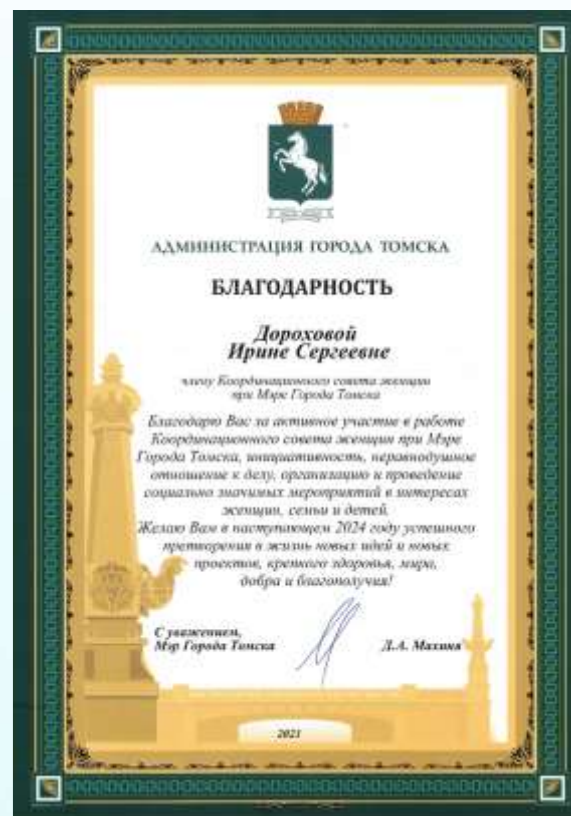 АДМИНИСТРАЦИЯ ГОРОДА ТОМСКА
БЛАГОДАРНОСТЬ
Дороховой
Ирине Сергеевне
члену Координационного совета женщин
при Мэре Города Томска
Благодарю Вас за активное участие в работе
Координационного совета женщин при Мэре
Города Томска, инициативность, неравнодушное
отношение к делу, организацию и проведение
социально значимых мероприятий в интересах
женщин, семьи и детей.
Желаю Вам в наступающем 2024 году успешного
претворения в жизнь новых идей и новых
проектов, крепкого здоровья, мира,
добра и благополучия!
С уважением,
Мэр Города Томска
Д.А. Махиня